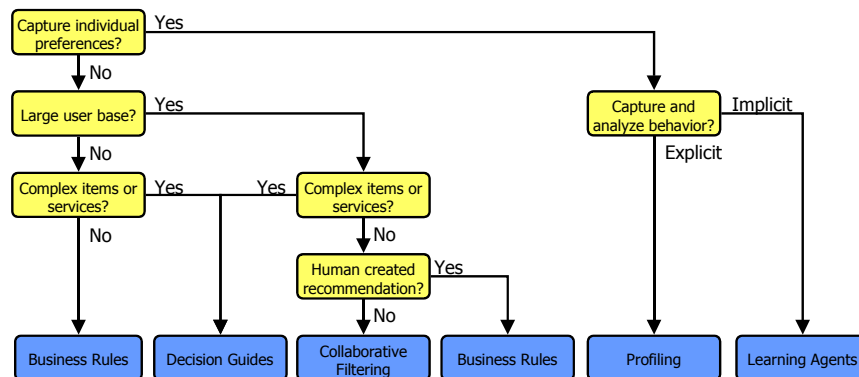 Capture individual
preferences?
Yes
No
Large user base?
Yes
Capture and
analyze behavior?
Implicit
No
Explicit
Complex items or
services?
Yes
Yes
Complex items or
services?
No
No
Human created
recommendation?
Yes
No
Business Rules
Decision Guides
Collaborative
Filtering
Business Rules
Profiling
Learning Agents